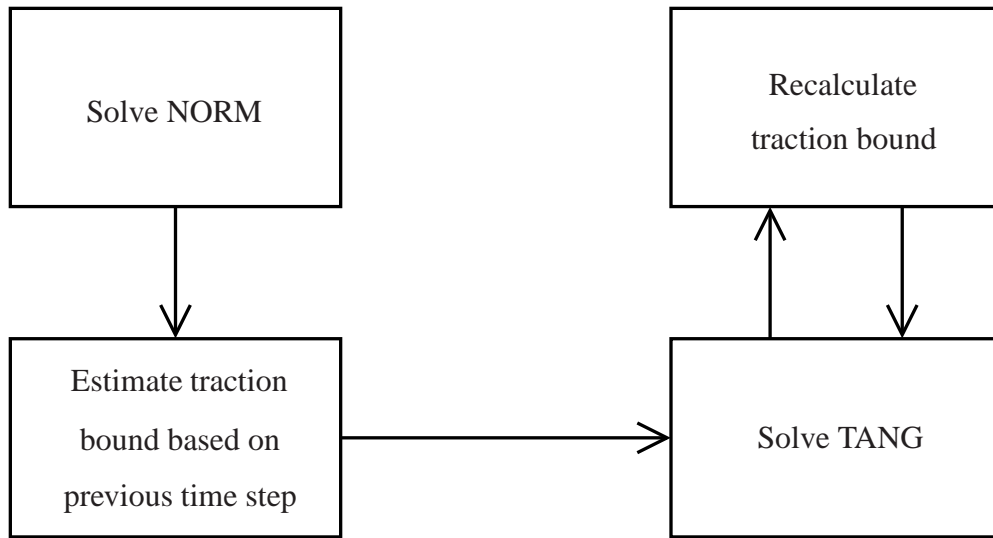 Solve NORM
Recalculate
traction bound
Estimate traction
bound based on
previous time step
Solve TANG